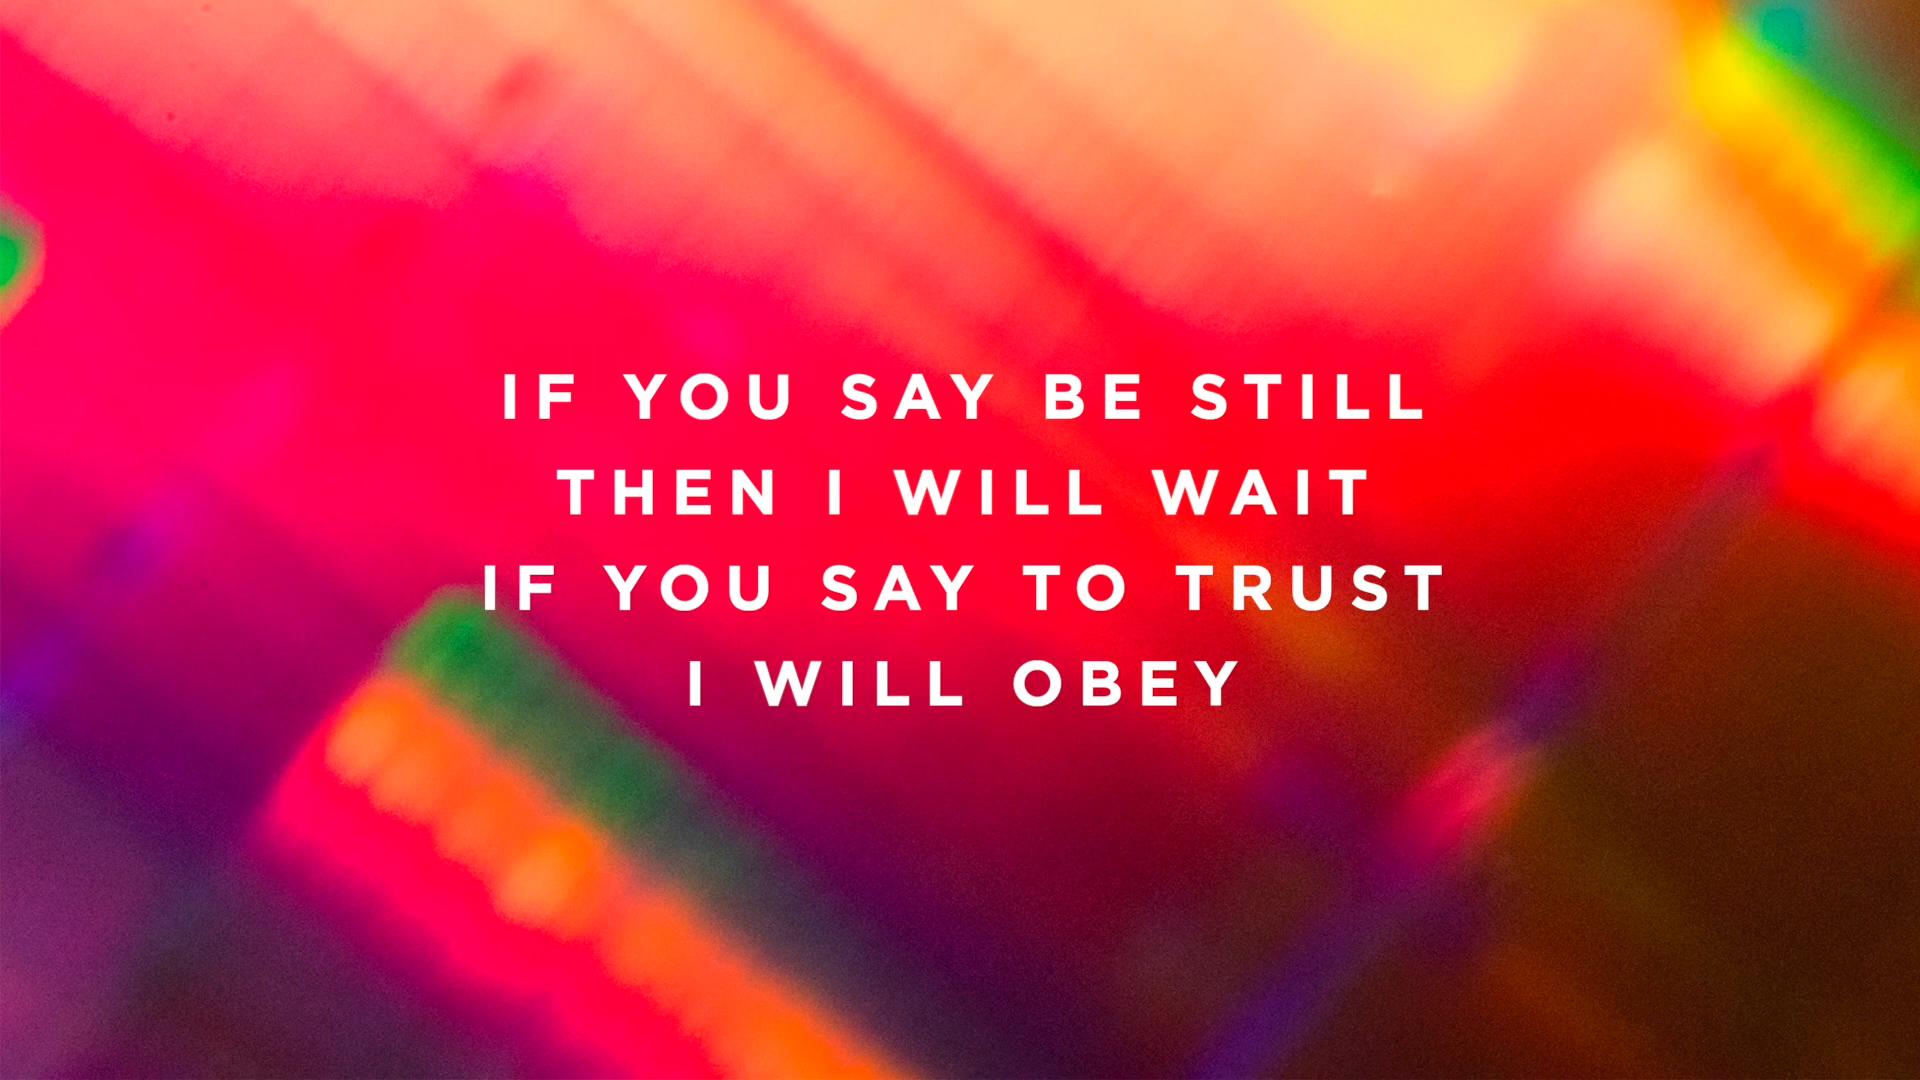 IF YOU SAY BE STILL
THEN I WILL WAIT
IF YOU SAY TO TRUST
I WILL OBEY